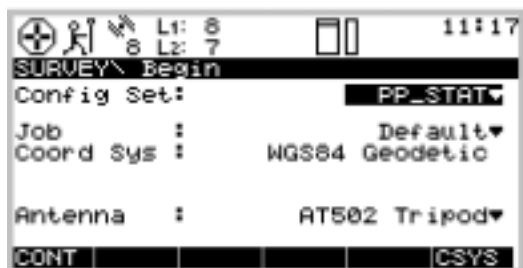 L1: 8 11:17
8 L2: 7
SURVEY\ Begin
Config Set: PP_STAT
Job : Default
Coord Sys : WGS84 Geodetic
Antenna : AT502 Tripod
CONT CSYS